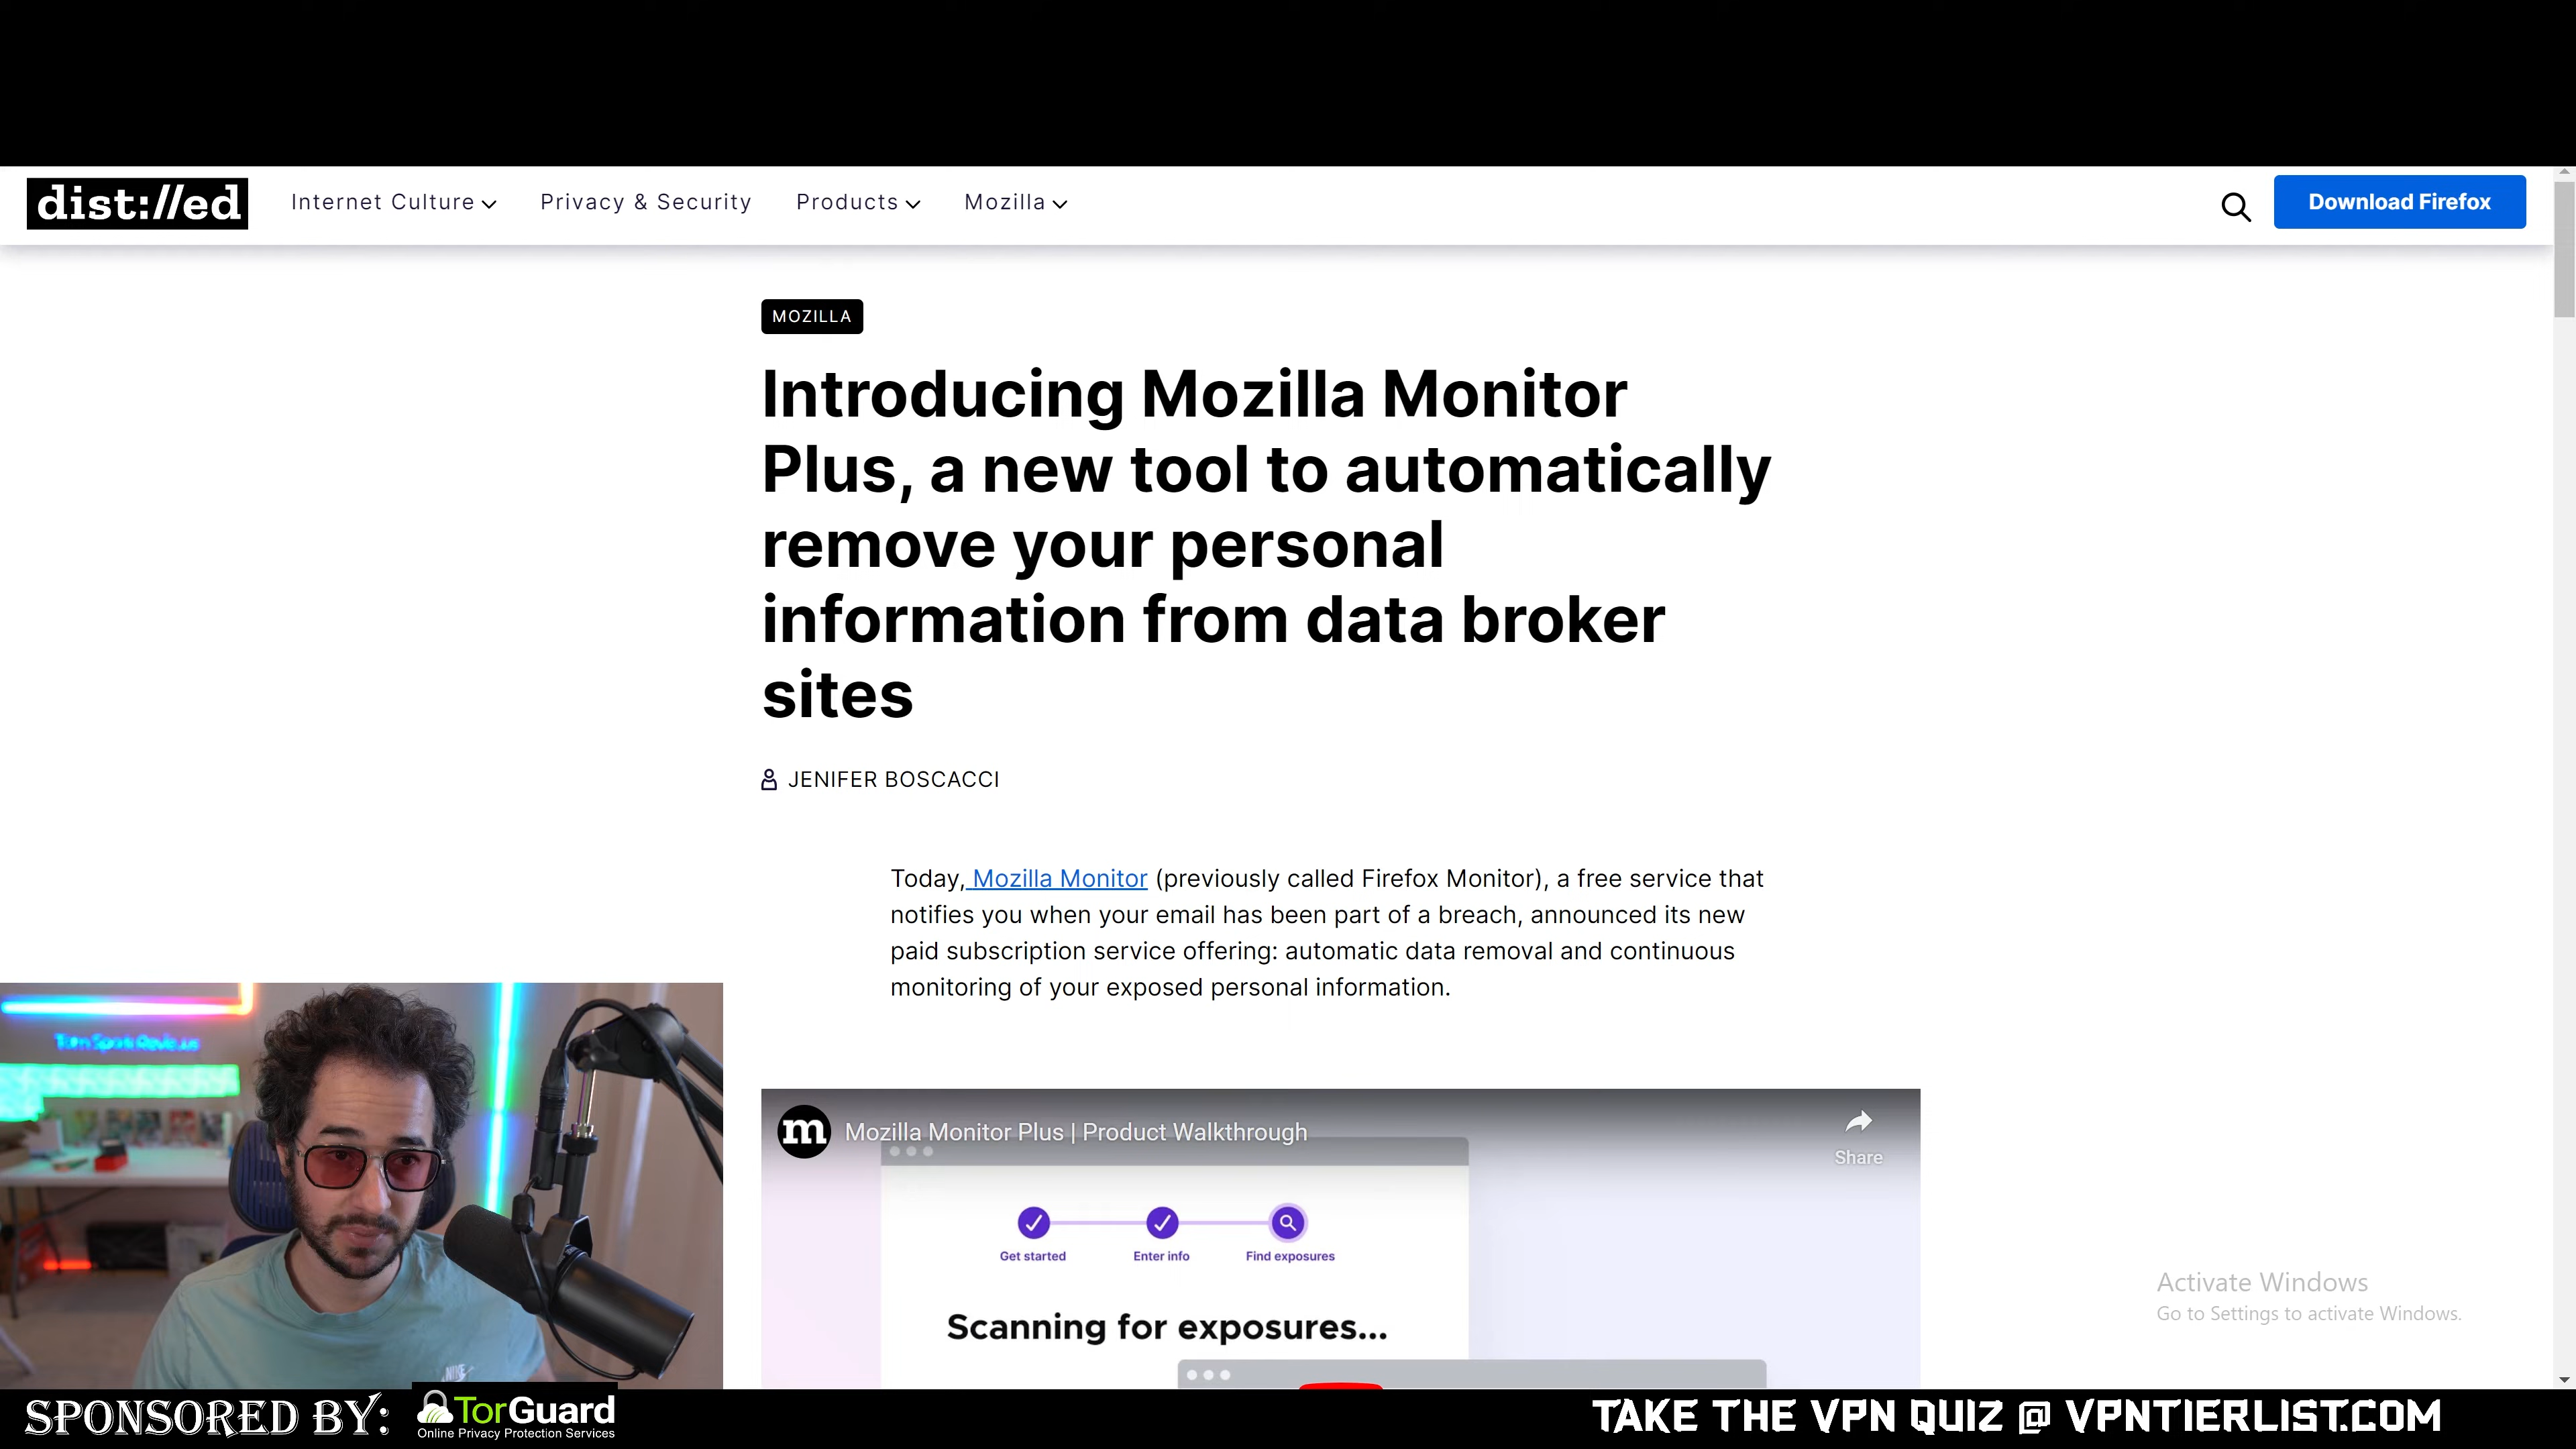 dist://ed
Internet Culture
Privacy & Security
Products
Mozilla
Download Firefox
MOZILLA
Introducing Mozilla Monitor
Plus, a new tool to automatically
remove your personal
information from data broker
sites
JENIFER BOSCACCI
Today, Mozilla Monitor (previously called Firefox Monitor), a free service that
notifies you when your email has been part of a breach, announced its new
paid subscription service offering: automatic data removal and continuous
monitoring of your exposed personal information.
m
Mozilla Monitor Plus | Product Walkthrough
Share
Get started
Enter info
Find exposures
Scanning for exposures...
Tom Spark Reviews
NIKE
Activate Windows
Go to Settings to activate Windows.
SPONSORED BY:
TorGuard
Online Privacy Protection Services
TAKE THE VPN QUIZ @ VPNTIERLIST.COM